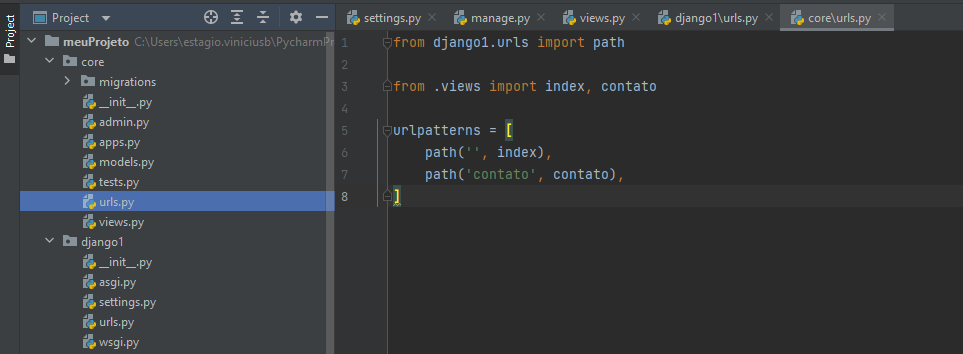 Project
Project
meuProjeto C:\Users\estagio.viniciusb\PycharmPr
core
migrations
__init__.py
admin.py
apps.py
models.py
tests.py
urls.py
views.py
django1
__init__.py
asgi.py
settings.py
urls.py
wsgi.py
settings.py manage.py views.py django1\urls.py core\urls.py
1 from django1.urls import path
2
3 from .views import index, contato
4
5 urlpatterns = [
6 path('', index),
7 path('contato', contato),
8 ]